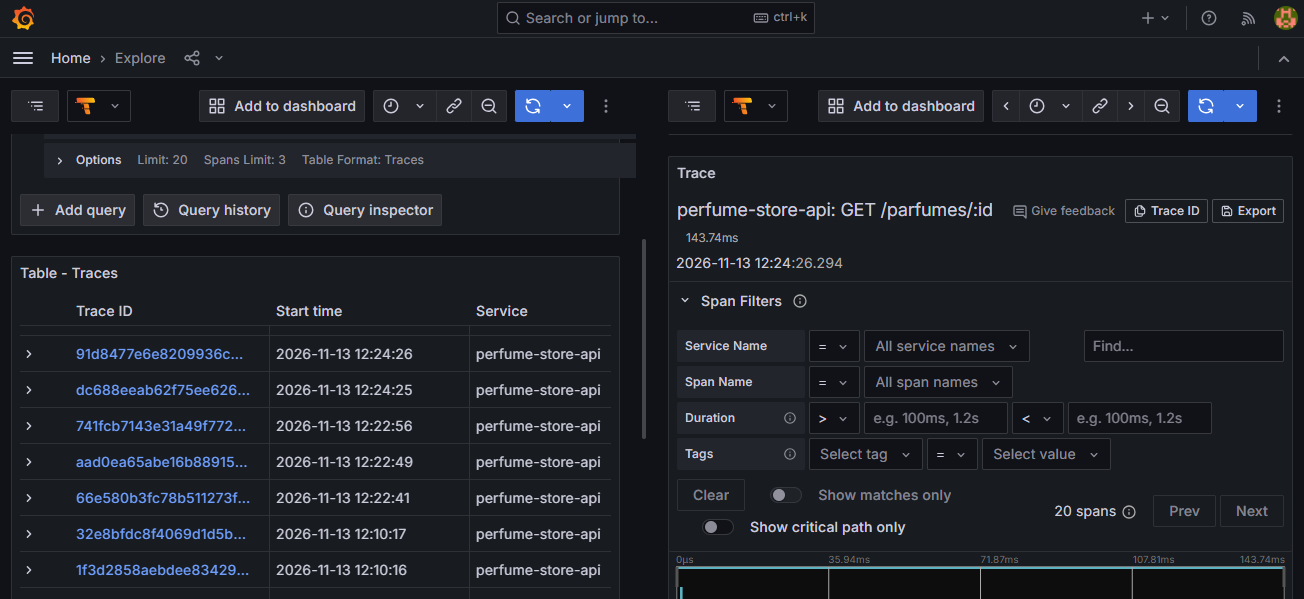 Search or jump to...
ctrl+k
Home
Explore
Add to dashboard
Options Limit: 20 Spans Limit: 3 Table Format: Traces
Add query
Query history
Query inspector
Table - Traces
Trace ID Start time Service
91d8477e6e8209936c... 2026-11-13 12:24:26 perfume-store-api
dc688eeab62f75ee626... 2026-11-13 12:24:25 perfume-store-api
741fcb7143e31a49f772... 2026-11-13 12:22:56 perfume-store-api
aad0ea65abe16b88915... 2026-11-13 12:22:49 perfume-store-api
66e580b3fc78b511273f... 2026-11-13 12:22:41 perfume-store-api
32e8bfdc8f4069d1d5b... 2026-11-13 12:10:17 perfume-store-api
1f3d2858aebdee83429... 2026-11-13 12:10:16 perfume-store-api
Add to dashboard
Trace
perfume-store-api: GET /parfumes/:id
Give feedback
Trace ID
Export
143.74ms
2026-11-13 12:24:26.294
Span Filters
Service Name = All service names Find...
Span Name = All span names
Duration > e.g. 100ms, 1.2s < e.g. 100ms, 1.2s
Tags Select tag = Select value
Clear Show matches only
20 spans Prev Next
Show critical path only
0μs 35.94ms 71.87ms 107.81ms 143.74ms